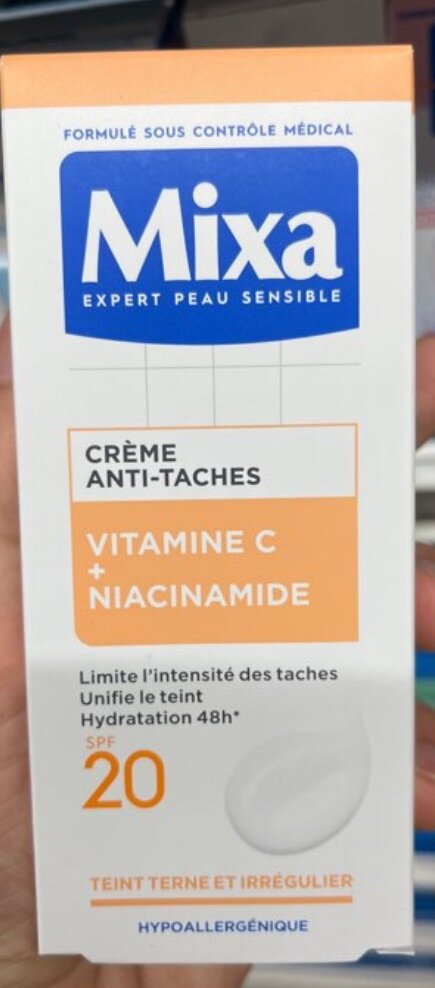 FORMULÉ SOUS CONTRÔLE MÉDICAL
Mixa
EXPERT PEAU SENSIBLE
CRÈME
ANTI-TACHES
VITAMINE C
+
NIACINAMIDE
Limite l'intensité des taches
Unifie le teint
Hydratation 48h*
SPF
20
TEINT TERNE ET IRRÉGULIER
HYPOALLERGÉNIQUE